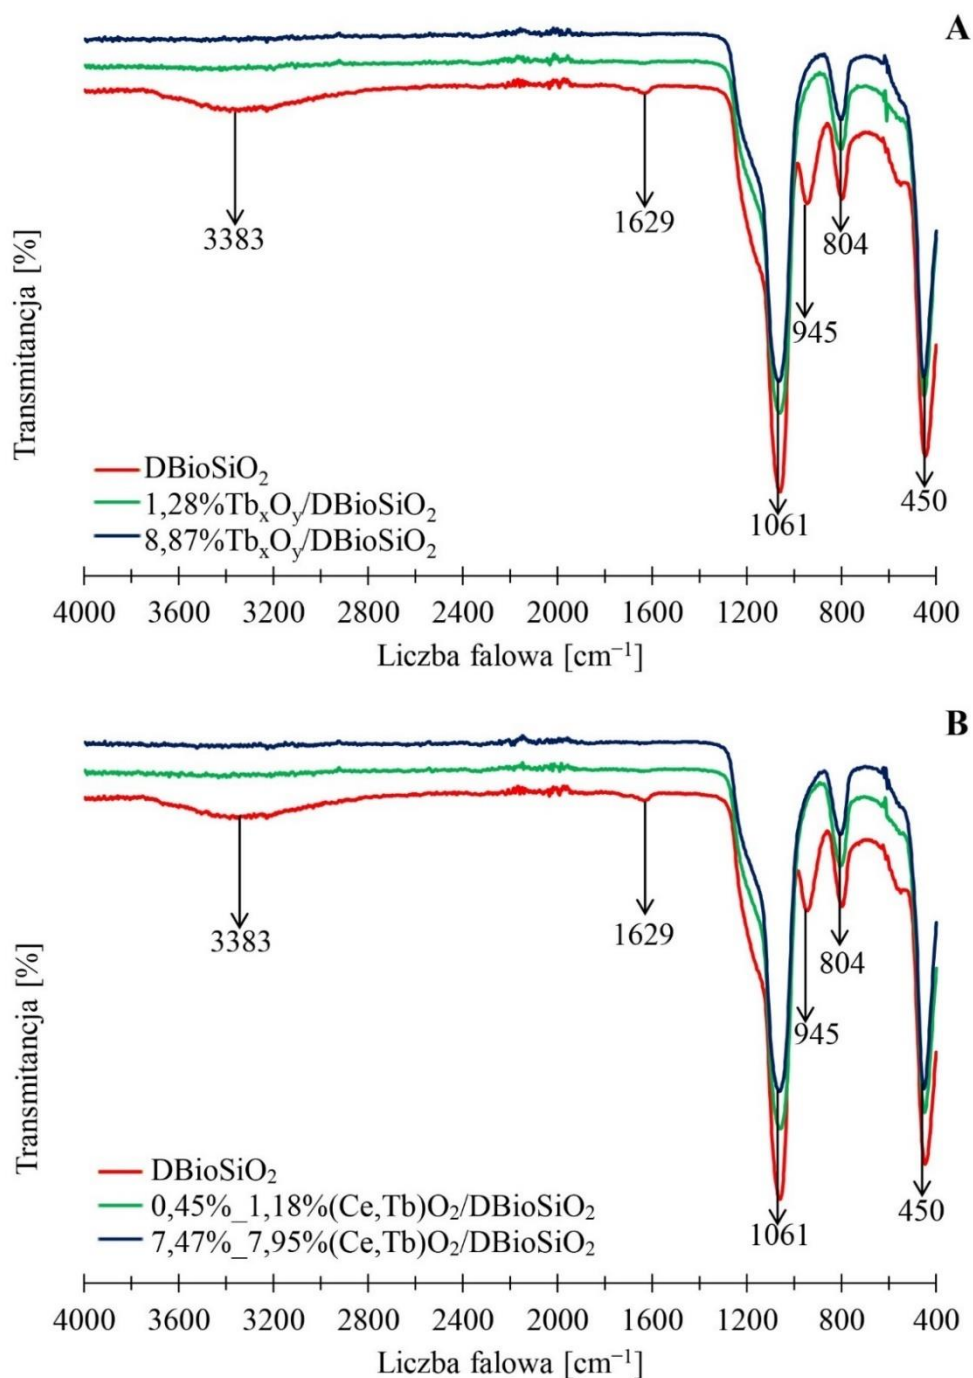 A
Transmitancja [%]
3383
1629
804
945
450
1061
DBioSiO₂
1,28%TbₓOᵧ/DBioSiO₂
8,87%TbₓOᵧ/DBioSiO₂
4000 3600 3200 2800 2400 2000 1600 1200 800 400
Liczba falowa [cm⁻¹]
B
Transmitancja [%]
3383
1629
804
945
450
1061
DBioSiO₂
0,45%_1,18%(Ce,Tb)O₂/DBioSiO₂
7,47%_7,95%(Ce,Tb)O₂/DBioSiO₂
4000 3600 3200 2800 2400 2000 1600 1200 800 400
Liczba falowa [cm⁻¹]